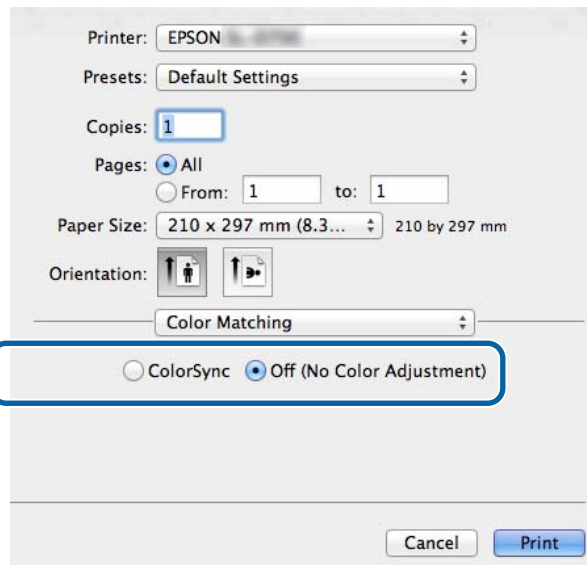 Printer: EPSON
Presets: Default Settings
Copies: 1
Pages: All
From: 1 to: 1
Paper Size: 210 x 297 mm (8.3... 210 by 297 mm
Orientation:
Color Matching
ColorSync Off (No Color Adjustment)
Cancel Print